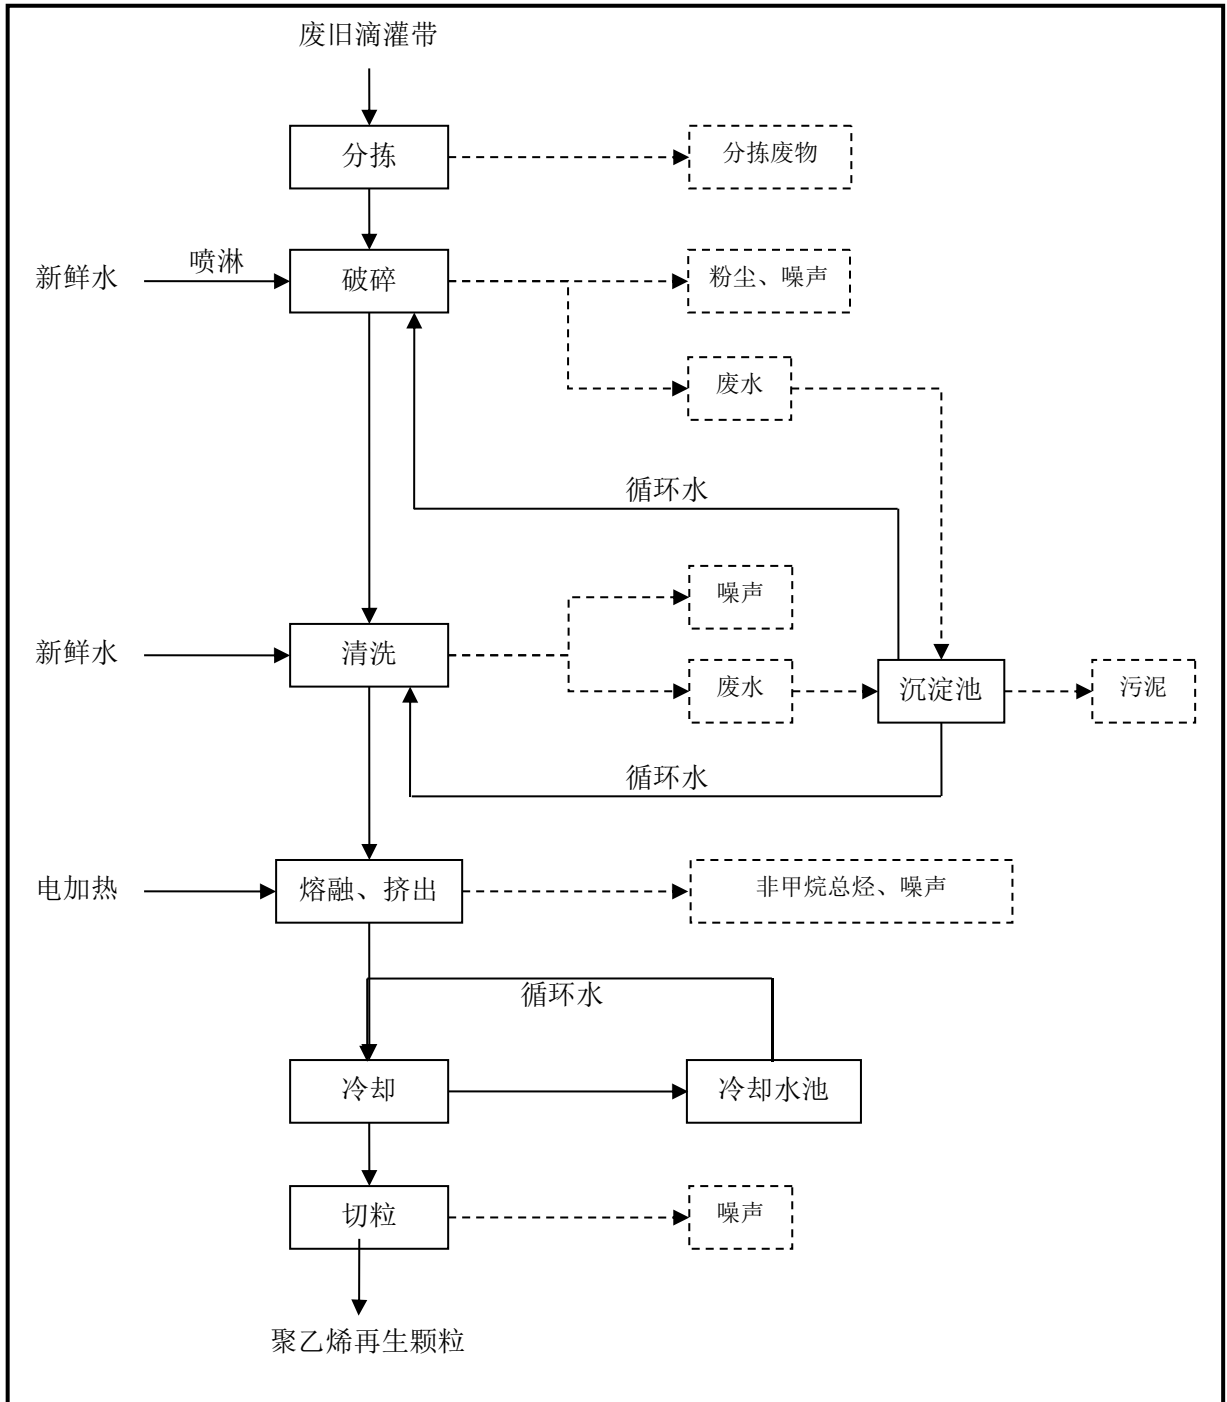 废旧滴灌带
分拣
分拣废物
新鲜水
喷淋
破碎
粉尘、噪声
废水
循环水
噪声
新鲜水
清洗
废水
沉淀池
污泥
循环水
电加热
熔融、挤出
非甲烷总烃、噪声
循环水
冷却
冷却水池
切粒
噪声
聚乙烯再生颗粒